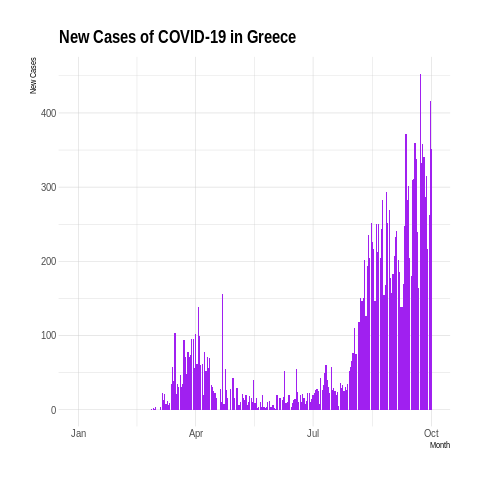 New Cases of COVID-19 in Greece
New Cases
400
300
200
100
0
Jan Apr Jul Oct
Month